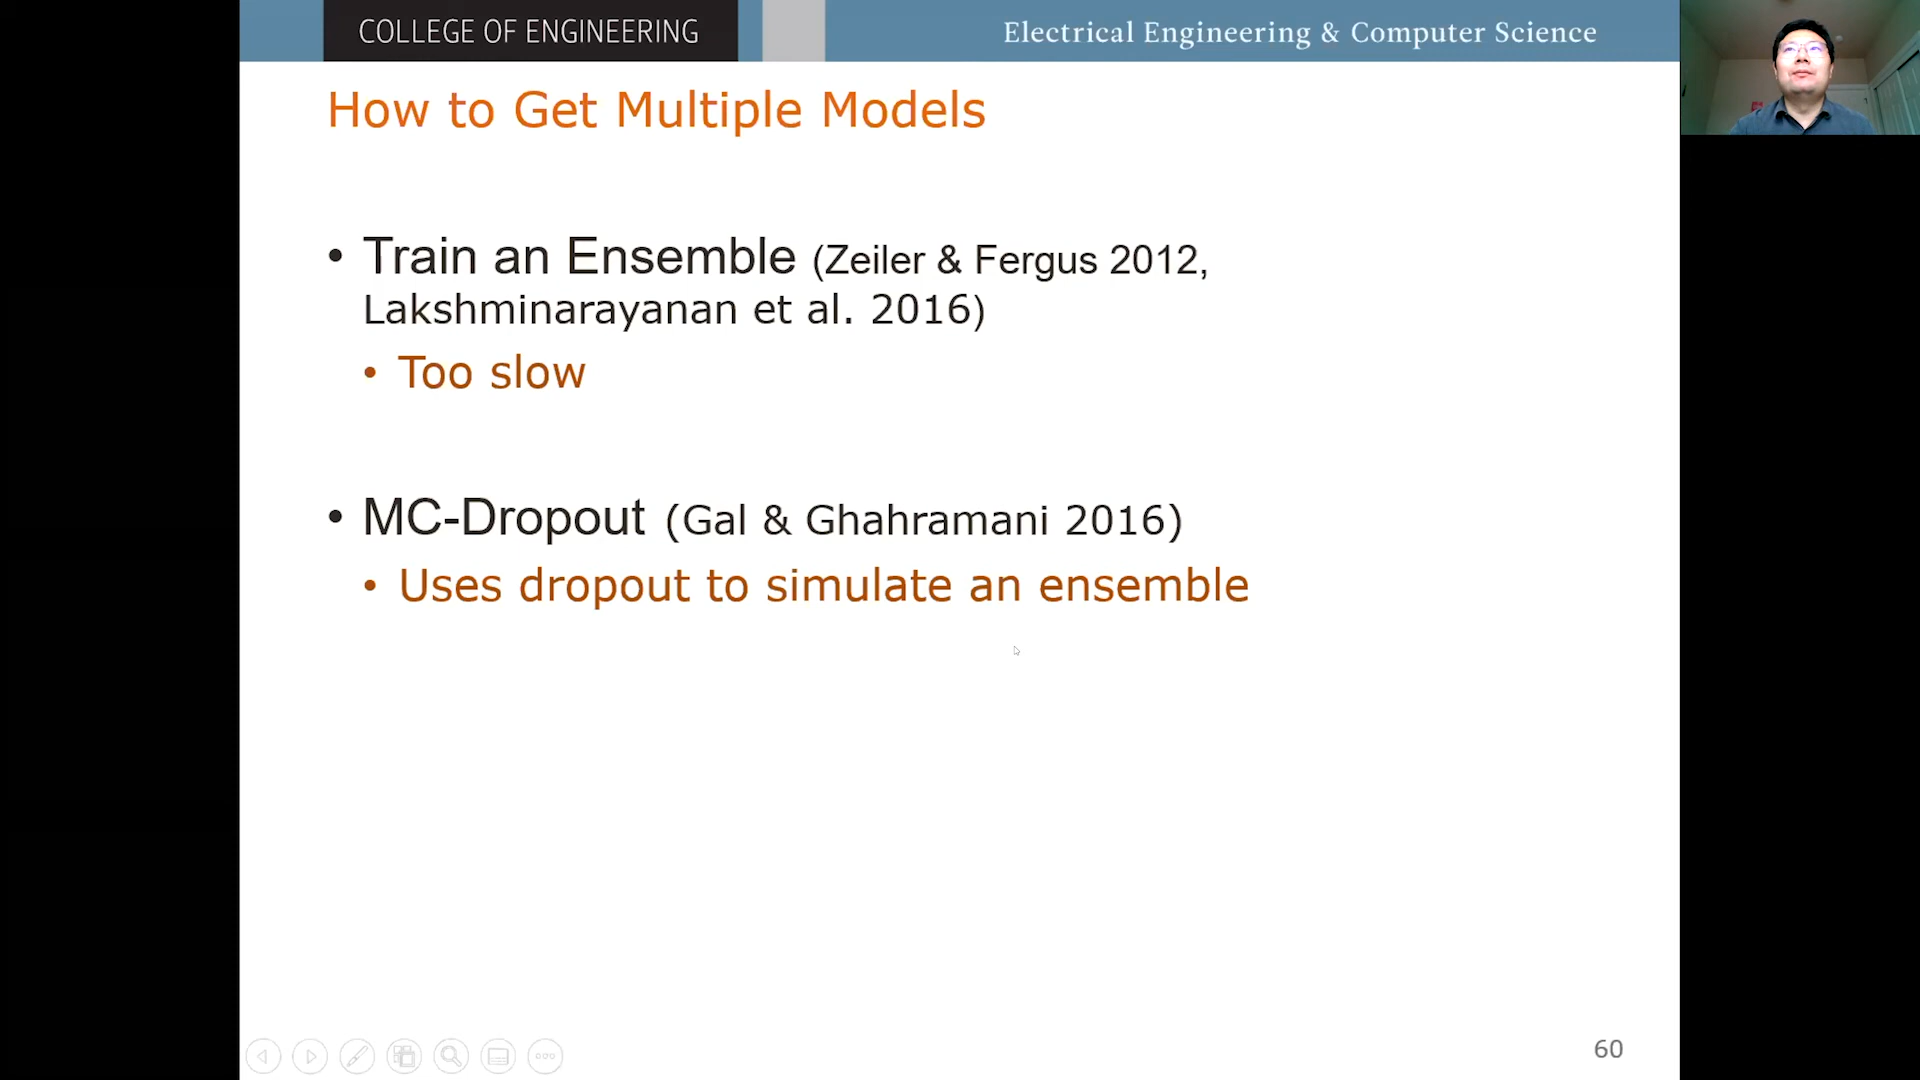 COLLEGE OF ENGINEERING
Electrical Engineering & Computer Science
How to Get Multiple Models
• Train an Ensemble (Zeiler & Fergus 2012,
Lakshminarayanan et al. 2016)
• Too slow
• MC-Dropout (Gal & Ghahramani 2016)
• Uses dropout to simulate an ensemble
60